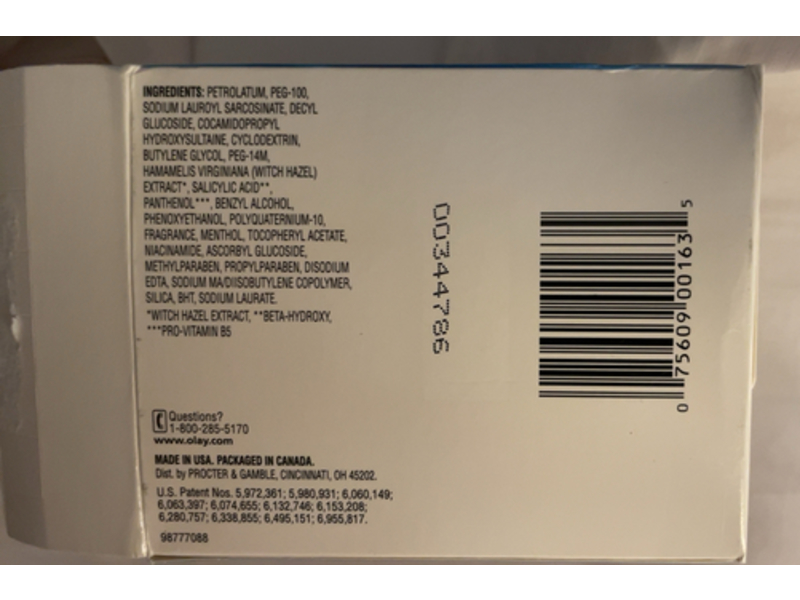 INGREDIENTS: PETROLATUM, PEG-100,
SODIUM LAUROYL SARCOSINATE, DECYL
GLUCOSIDE, COCAMIDOPROPYL
HYDROXYSULTAINE, CYCLODEXTRIN,
BUTYLENE GLYCOL, PEG-14M,
HAMAMELIS VIRGINIANA (WITCH HAZEL)
EXTRACT*, SALICYLIC ACID**,
PANTHENOL***, BENZYL ALCOHOL,
PHENOXYETHANOL, POLYQUATERNIUM-10,
FRAGRANCE, MENTHOL, TOCOPHERYL ACETATE,
NIACINAMIDE, ASCORBYL GLUCOSIDE,
METHYLPARABEN, PROPYLPARABEN, DISODIUM
EDTA, SODIUM MA/DIISOBUTYLENE COPOLYMER,
SILICA, BHT, SODIUM LAURATE.
*WITCH HAZEL EXTRACT, **BETA-HYDROXY,
***PRO-VITAMIN B5
Questions?
1-800-285-5170
www.olay.com
MADE IN USA. PACKAGED IN CANADA.
Dist. by PROCTER & GAMBLE, CINCINNATI, OH 45202.
U.S. Patent Nos. 5,972,361; 5,980,931; 6,060,149;
6,063,397; 6,074,655; 6,132,746; 6,153,208;
6,280,757; 6,338,855; 6,495,151; 6,955,817.
98777088
00344786
0 75609 00163 5